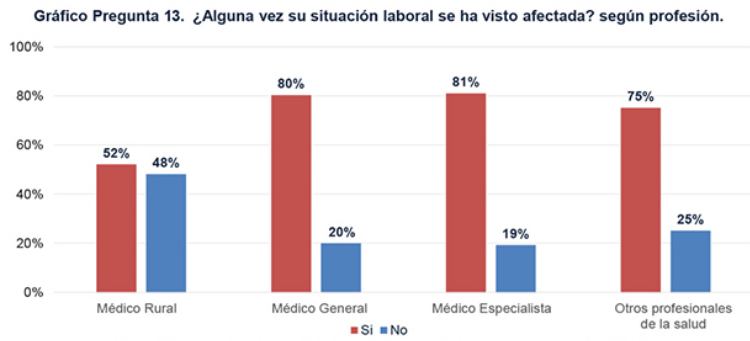 Gráfico Pregunta 13. ¿Alguna vez su situación laboral se ha visto afectada? según profesión.
100%
80%
60%
40%
20%
0%
52%
48%
80%
20%
81%
19%
75%
25%
Médico Rural
Médico General
Médico Especialista
Otros profesionales
de la salud
Si No